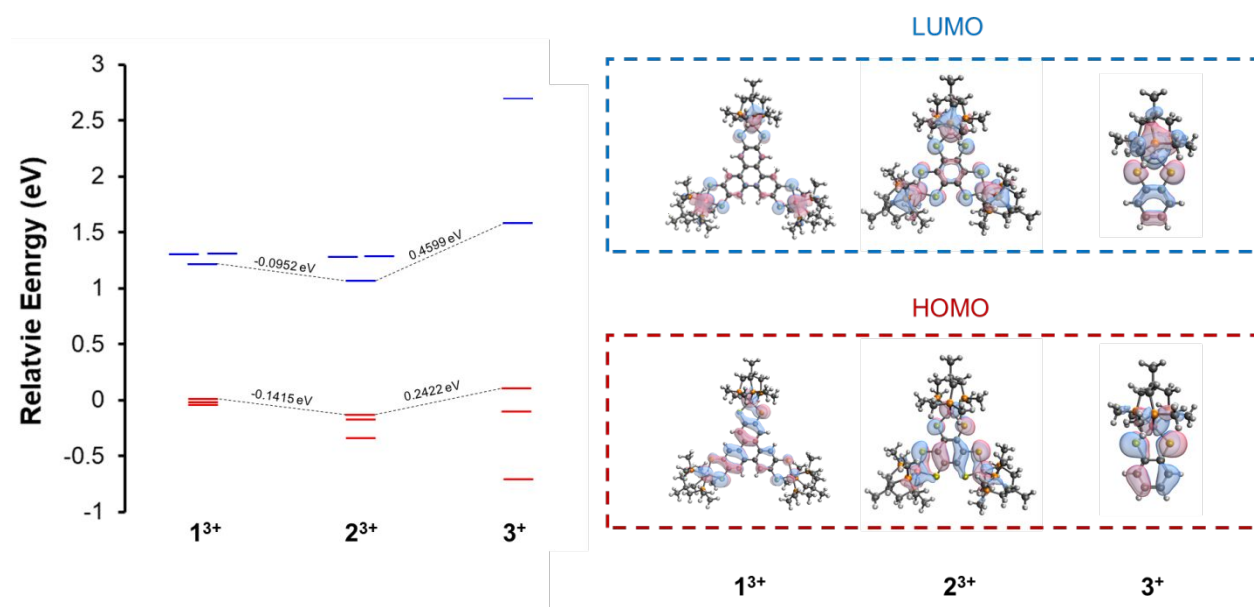 LUMO
3
2.5
2
1.5
1
0.5
0
-0.5
-1
Relatvie Eenrgy (eV)
-0.0952 eV
0.4599 eV
-0.1415 eV
0.2422 eV
1³⁺
2³⁺
3⁺
HOMO
1³⁺
2³⁺
3⁺